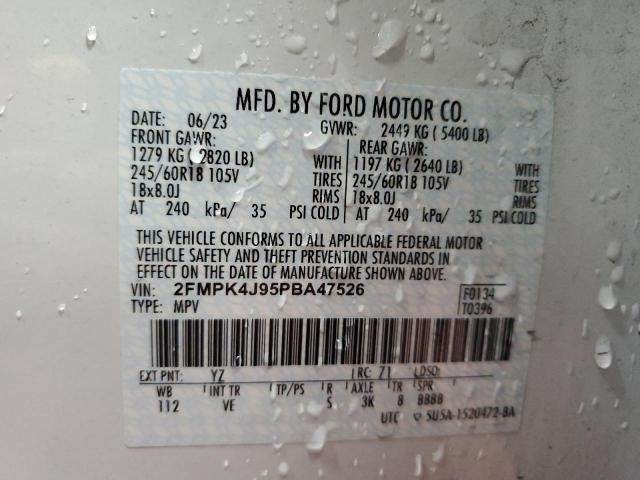 MFD. BY FORD MOTOR CO.
DATE: 06/23 GVWR: 2449 KG ( 5400 LB)
FRONT GAWR: REAR GAWR:
1279 KG ( 2820 LB) WITH 1197 KG ( 2640 LB) WITH
245/60R18 105V TIRES 245/60R18 105V TIRES
18x8.0J RIMS 18x8.0J RIMS
AT 240 kPa/ 35 PSI COLD AT 240 kPa/ 35 PSI COLD
THIS VEHICLE CONFORMS TO ALL APPLICABLE FEDERAL MOTOR
VEHICLE SAFETY AND THEFT PREVENTION STANDARDS IN
EFFECT ON THE DATE OF MANUFACTURE SHOWN ABOVE.
VIN: 2FMPK4J95PBA47526 F0134
TYPE: MPV T0396
EXT PNT: YZ RC: 71 DSO:
WB INT TR TP/PS R AXLE TR SPR
112 VE S 3K 8 8888
UTC 5U5A-1520472-BA